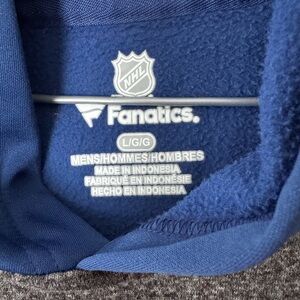 NHL
Fanatics.
L/G/G
MENS/HOMMES/HOMBRES
MADE IN INDONESIA
FABRIQUÉ EN INDONÉSIE
HECHO EN INDONESIA